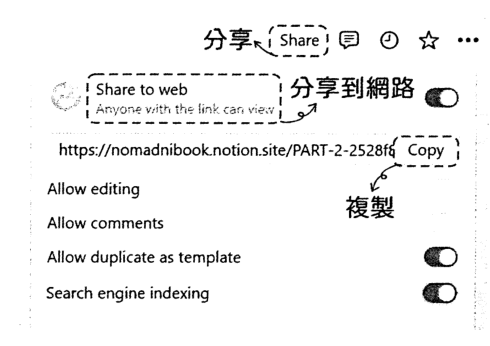 分享 Share
Share to web
Anyone with the link can view
分享到網路
https://nomadnibook.notion.site/PART-2-2528f6 Copy
複製
Allow editing
Allow comments
Allow duplicate as template
Search engine indexing